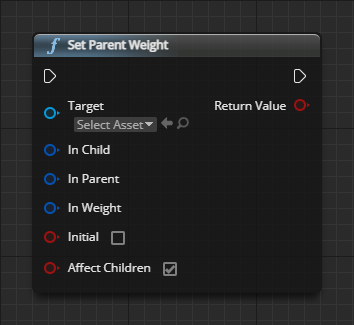 Set Parent Weight
Target
Return Value
Select Asset
In Child
In Parent
In Weight
Initial
Affect Children